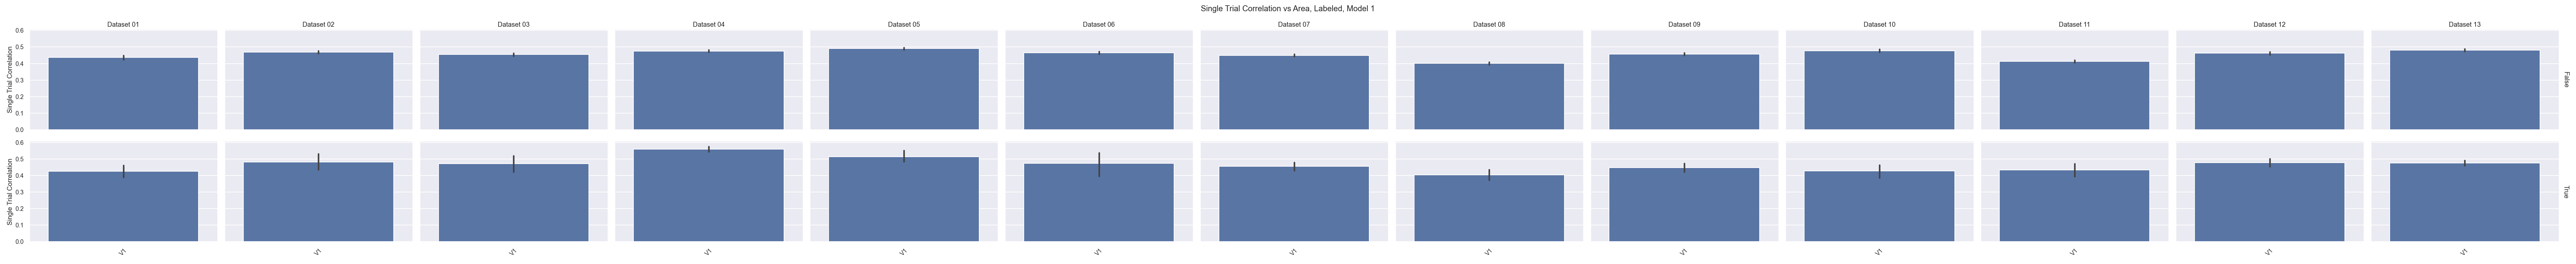 Single Trial Correlation vs Area, Labeled, Model 1
Dataset 01 Dataset 02 Dataset 03 Dataset 04 Dataset 05 Dataset 06 Dataset 07 Dataset 08 Dataset 09 Dataset 10 Dataset 11 Dataset 12 Dataset 13
Single Trial Correlation
0.6
0.5
0.4
0.3
0.2
0.1
0.0
False
Single Trial Correlation
0.6
0.5
0.4
0.3
0.2
0.1
0.0
True
V1 V1 V1 V1 V1 V1 V1 V1 V1 V1 V1 V1 V1